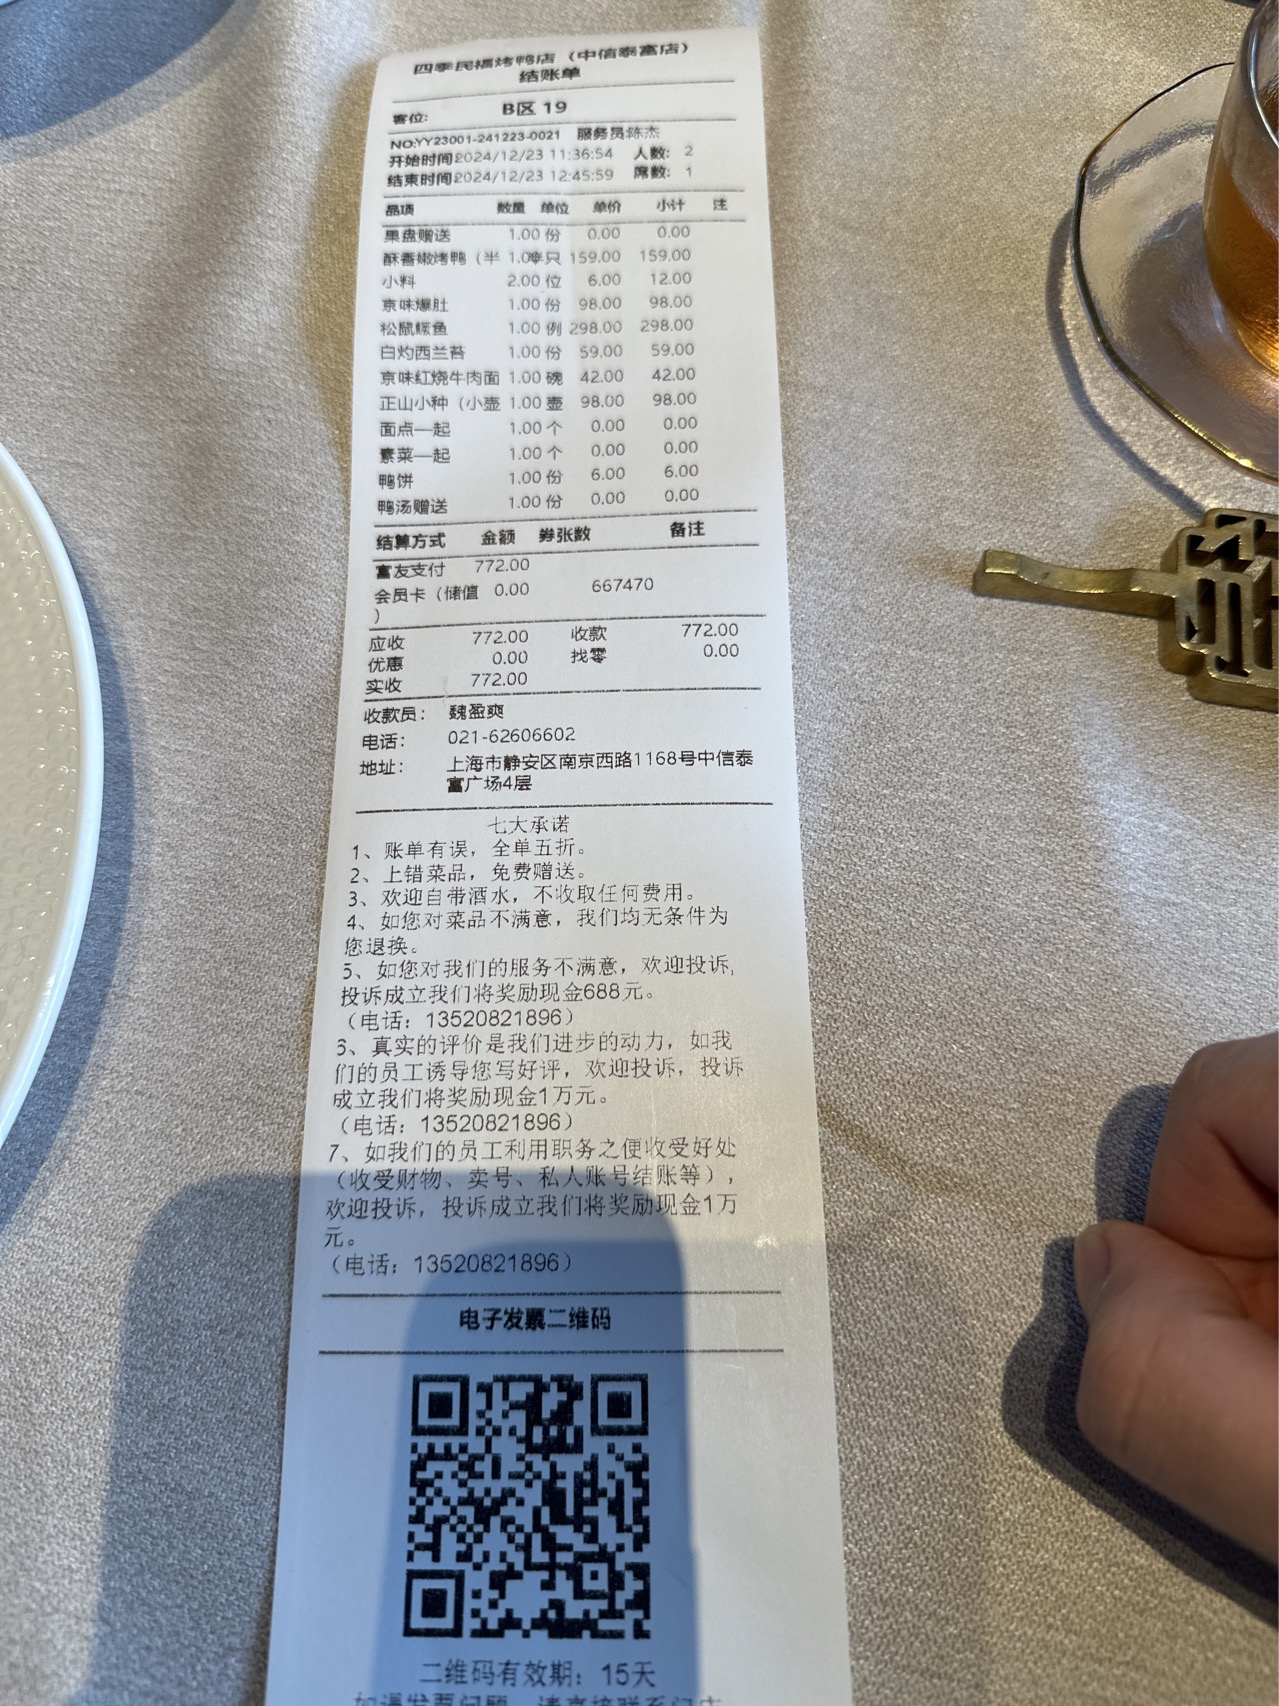 四季民福烤鸭店（中信泰富店）
结账单
客位： B区 19
NO:YY23001-241223-0021 服务员:陈杰
开始时间2024/12/23 11:36:54 人数： 2
结束时间2024/12/23 12:45:59 席数： 1
品项 数量 单位 单价 小计 注
果盘赠送 1.00 份 0.00 0.00
酥香嫩烤鸭（半 1.0 只 159.00 159.00
小料 2.00 位 6.00 12.00
京味爆肚 1.00 份 98.00 98.00
松鼠鳜鱼 1.00 例 298.00 298.00
白灼西兰苔 1.00 份 59.00 59.00
京味红烧牛肉面 1.00 碗 42.00 42.00
正山小种（小壶 1.00 壶 98.00 98.00
面点一起 1.00 个 0.00 0.00
素菜一起 1.00 个 0.00 0.00
鸭饼 1.00 份 6.00 6.00
鸭汤赠送 1.00 份 0.00 0.00
结算方式 金额 券张数 备注
富友支付 772.00
会员卡（储值 0.00 667470
）
应收 772.00 收款 772.00
优惠 0.00 找零 0.00
实收 772.00
收款员： 魏盈爽
电话： 021-62606602
地址： 上海市静安区南京西路1168号中信泰
富广场4层
七大承诺
1、账单有误，全单五折。
2、上错菜品，免费赠送。
3、欢迎自带酒水，不收取任何费用。
4、如您对菜品不满意，我们均无条件为
您退换。
5、如您对我们的服务不满意，欢迎投诉,
投诉成立我们将奖励现金688元。
（电话：13520821896）
3、真实的评价是我们进步的动力，如我
们的员工诱导您写好评，欢迎投诉，投诉
成立我们将奖励现金1万元。
（电话：13520821896）
7、如我们的员工利用职务之便收受好处
（收受财物、卖号、私人账号结账等），
欢迎投诉，投诉成立我们将奖励现金1万
元。
（电话：13520821896）
电子发票二维码
二维码有效期：15天
如遇发票问题，请直接联系门店